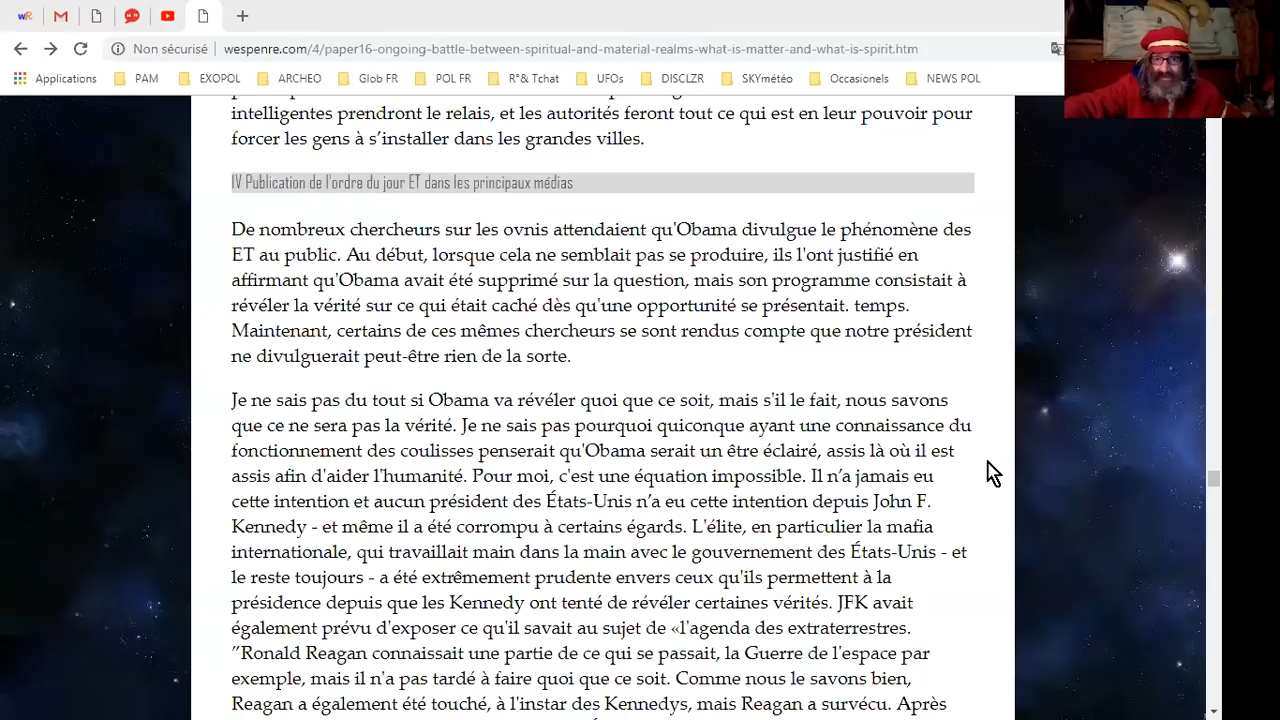 Non sécurisé
wespenre.com/4/paper16-ongoing-battle-between-spiritual-and-material-realms-what-is-matter-and-what-is-spirit.htm
Applications PAM EXOPOL ARCHEO Glob FR POL FR R"& Tchat UFOs DISCLZR SKYmétéo Occasionels NEWS POL
intelligentes prendront le relais, et les autorités feront tout ce qui est en leur pouvoir pour
forcer les gens à s'installer dans les grandes villes.
IV Publication de l'ordre du jour ET dans les principaux médias
De nombreux chercheurs sur les ovnis attendaient qu'Obama divulgue le phénomène des
ET au public. Au début, lorsque cela ne semblait pas se produire, ils l'ont justifié en
affirmant qu'Obama avait été supprimé sur la question, mais son programme consistait à
révéler la vérité sur ce qui était caché dès qu'une opportunité se présentait. temps.
Maintenant, certains de ces mêmes chercheurs se sont rendus compte que notre président
ne divulguerait peut-être rien de la sorte.
Je ne sais pas du tout si Obama va révéler quoi que ce soit, mais s'il le fait, nous savons
que ce ne sera pas la vérité. Je ne sais pas pourquoi quiconque ayant une connaissance du
fonctionnement des coulisses penserait qu'Obama serait un être éclairé, assis là où il est
assis afin d'aider l'humanité. Pour moi, c'est une équation impossible. Il n'a jamais eu
cette intention et aucun président des États-Unis n'a eu cette intention depuis John F.
Kennedy - et même il a été corrompu à certains égards. L'élite, en particulier la mafia
internationale, qui travaillait main dans la main avec le gouvernement des États-Unis - et
le reste toujours - a été extrêmement prudente envers ceux qu'ils permettent à la
présidence depuis que les Kennedy ont tenté de révéler certaines vérités. JFK avait
également prévu d'exposer ce qu'il savait au sujet de «l'agenda des extraterrestres.
"Ronald Reagan connaissait une partie de ce qui se passait, la Guerre de l'espace par
exemple, mais il n'a pas tardé à faire quoi que ce soit. Comme nous le savons bien,
Reagan a également été touché, à l'instar des Kennedys, mais Reagan a survécu. Après